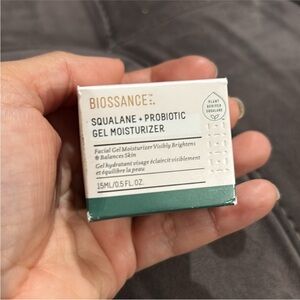 BIOSSANCE
PLANT
DERIVED
SQUALANE
SQUALANE + PROBIOTIC
GEL MOISTURIZER
Facial Gel Moisturizer Visibly Brightens
& Balances Skin
Gel hydratant visage éclaircit visiblement
et équilibre la peau
15ML/0.5 FL.OZ.